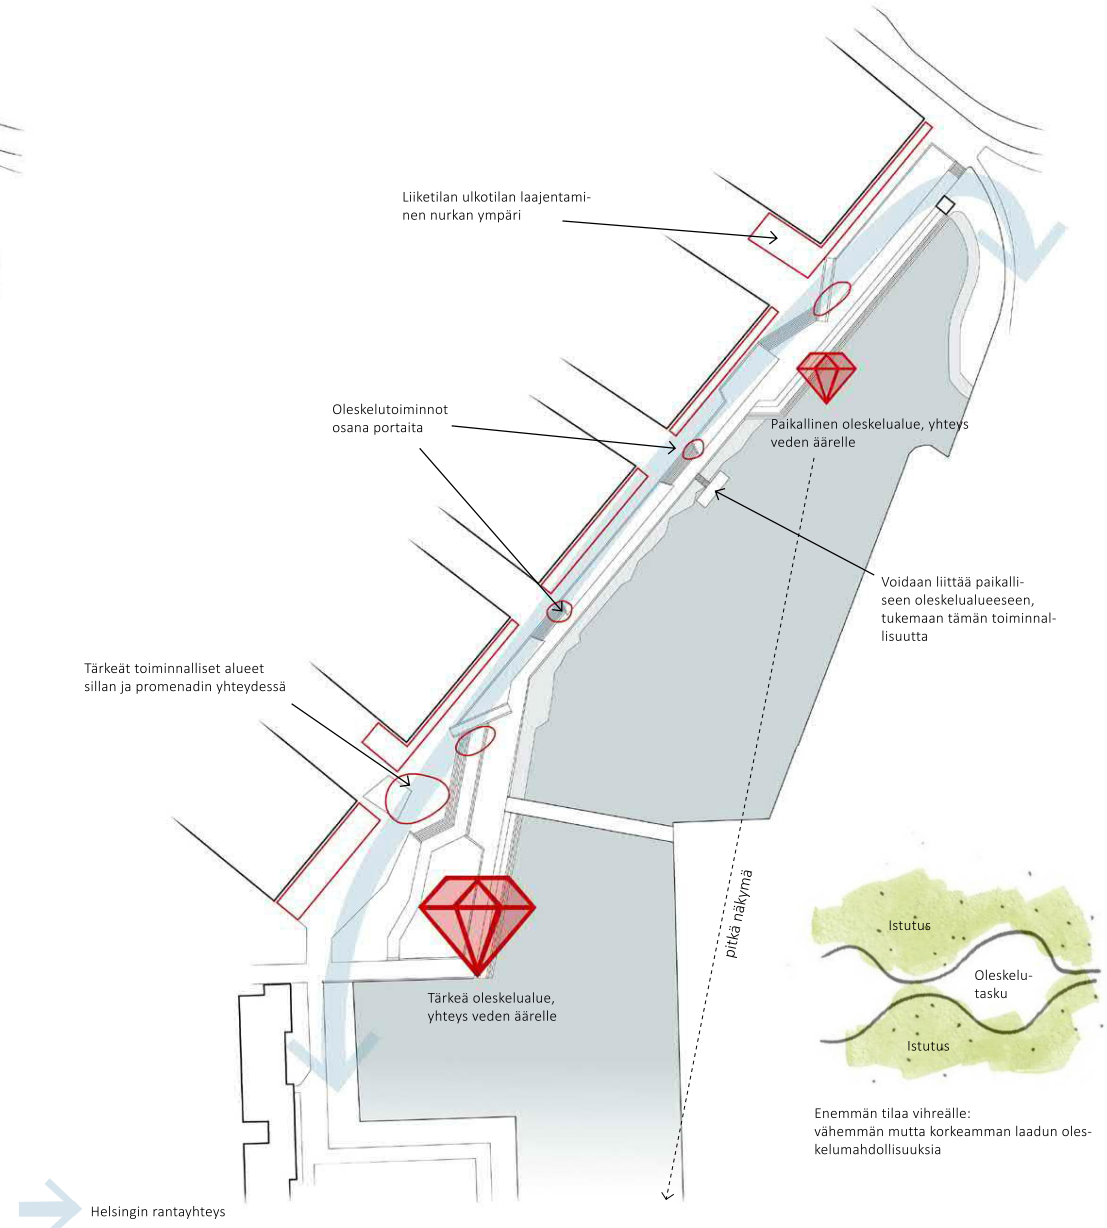 Liiketilan ulkotilan laajentami-
nen nurkan ympäri
Oleskelutoiminnot
osana portaita
Paikallinen oleskelualue, yhteys
veden äärelle
Voidaan liittää paikalli-
seen oleskelualueeseen,
tukemaan tämän toiminnal-
lisuutta
Tärkeät toiminnalliset alueet
sillan ja promenadin yhteydessä
pitkä näkymä
Istutus
Oleskelu-
tasku
Istutus
Tärkeä oleskelualue,
yhteys veden äärelle
Enemmän tilaa vihreälle:
vähemmän mutta korkeamman laadun oles-
kelumahdollisuuksia
Helsingin rantayhteys